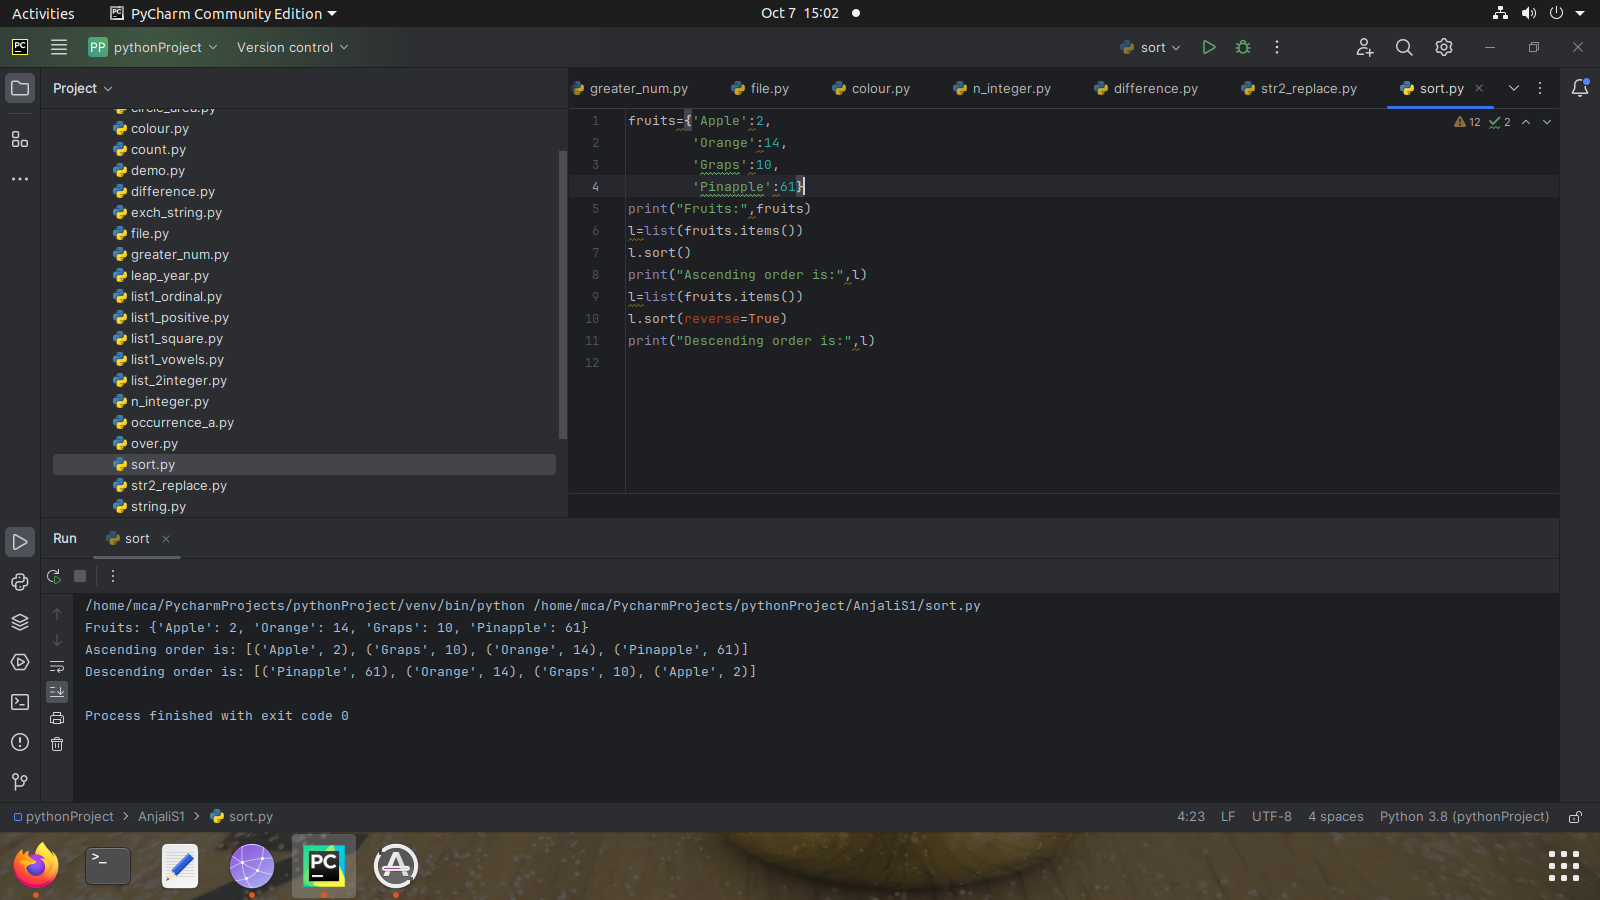 Activities PyCharm Community Edition Oct 7 15:02
PC PP pythonProject Version control sort
Project
greater_num.py file.py colour.py n_integer.py difference.py str2_replace.py sort.py
circle_area.py
colour.py
count.py
demo.py
difference.py
exch_string.py
file.py
greater_num.py
leap_year.py
list1_ordinal.py
list1_positive.py
list1_square.py
list1_vowels.py
list_2integer.py
n_integer.py
occurrence_a.py
over.py
sort.py
str2_replace.py
string.py
12 2
1 fruits={'Apple':2,
2 'Orange':14,
3 'Graps':10,
4 'Pinapple':61}
5 print("Fruits:",fruits)
6 l=list(fruits.items())
7 l.sort()
8 print("Ascending order is:",l)
9 l=list(fruits.items())
10 l.sort(reverse=True)
11 print("Descending order is:",l)
12
Run sort
/home/mca/PycharmProjects/pythonProject/venv/bin/python /home/mca/PycharmProjects/pythonProject/AnjaliS1/sort.py
Fruits: {'Apple': 2, 'Orange': 14, 'Graps': 10, 'Pinapple': 61}
Ascending order is: [('Apple', 2), ('Graps', 10), ('Orange', 14), ('Pinapple', 61)]
Descending order is: [('Pinapple', 61), ('Orange', 14), ('Graps', 10), ('Apple', 2)]
Process finished with exit code 0
pythonProject > AnjaliS1 > sort.py 4:23 LF UTF-8 4 spaces Python 3.8 (pythonProject)
>_ PC